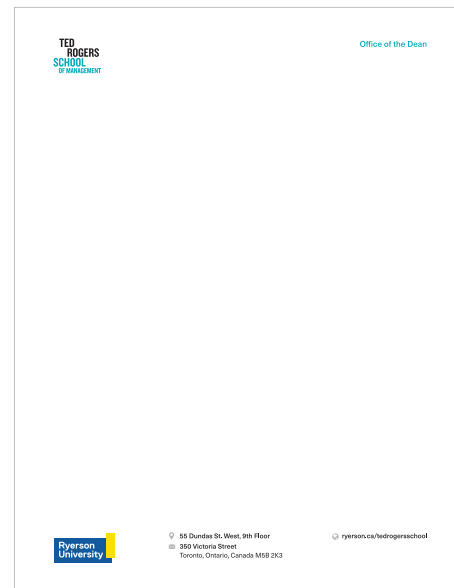 TED
ROGERS
SCHOOL
OF MANAGEMENT
Office of the Dean
Ryerson
University
55 Dundas St. West, 9th Floor
350 Victoria Street
Toronto, Ontario, Canada M5B 2K3
ryerson.ca/tedrogersschool